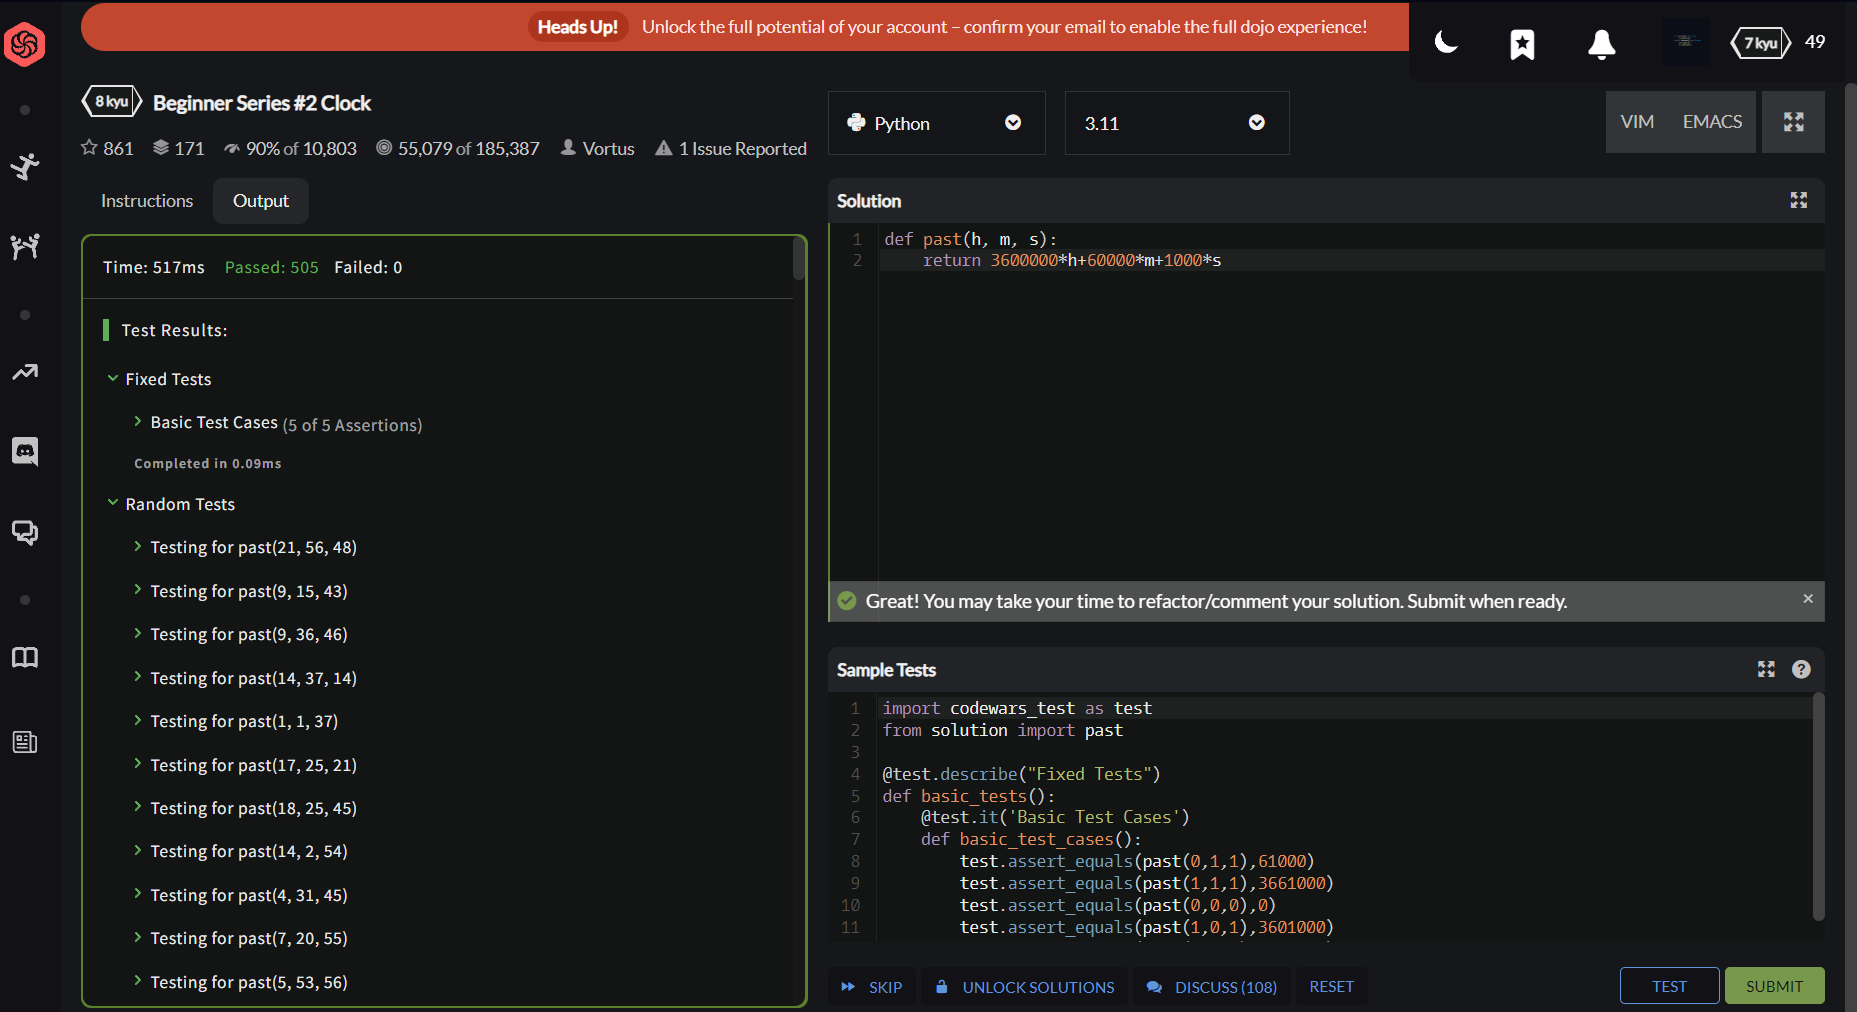 Heads Up! Unlock the full potential of your account – confirm your email to enable the full dojo experience!
7 kyu 49
8 kyu Beginner Series #2 Clock
861 171 90% of 10,803 55,079 of 185,387 Vortus 1 Issue Reported
Instructions Output
Time: 517ms Passed: 505 Failed: 0
Test Results:
Fixed Tests
Basic Test Cases (5 of 5 Assertions)
Completed in 0.09ms
Random Tests
Testing for past(21, 56, 48)
Testing for past(9, 15, 43)
Testing for past(9, 36, 46)
Testing for past(14, 37, 14)
Testing for past(1, 1, 37)
Testing for past(17, 25, 21)
Testing for past(18, 25, 45)
Testing for past(14, 2, 54)
Testing for past(4, 31, 45)
Testing for past(7, 20, 55)
Testing for past(5, 53, 56)
Python 3.11 VIM EMACS
Solution
1 def past(h, m, s):
2 return 3600000*h+60000*m+1000*s
Great! You may take your time to refactor/comment your solution. Submit when ready. ×
Sample Tests ?
1 import codewars_test as test
2 from solution import past
3
4 @test.describe("Fixed Tests")
5 def basic_tests():
6 @test.it('Basic Test Cases')
7 def basic_test_cases():
8 test.assert_equals(past(0,1,1),61000)
9 test.assert_equals(past(1,1,1),3661000)
10 test.assert_equals(past(0,0,0),0)
11 test.assert_equals(past(1,0,1),3601000)
SKIP UNLOCK SOLUTIONS DISCUSS (108) RESET TEST SUBMIT